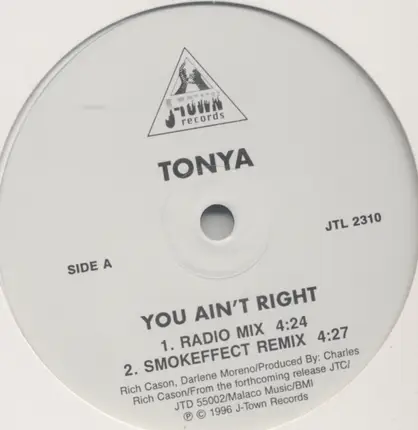 J-TOWN
records
TONYA
SIDE A
JTL 2310
YOU AIN'T RIGHT
1. RADIO MIX 4:24
2. SMOKEFFECT REMIX 4:27
Rich Cason, Darlene Moreno/Produced By: Charles
Rich Cason/From the forthcoming release JTC/
JTD 55002/Malaco Music/BMI
℗ © 1996 J-Town Records